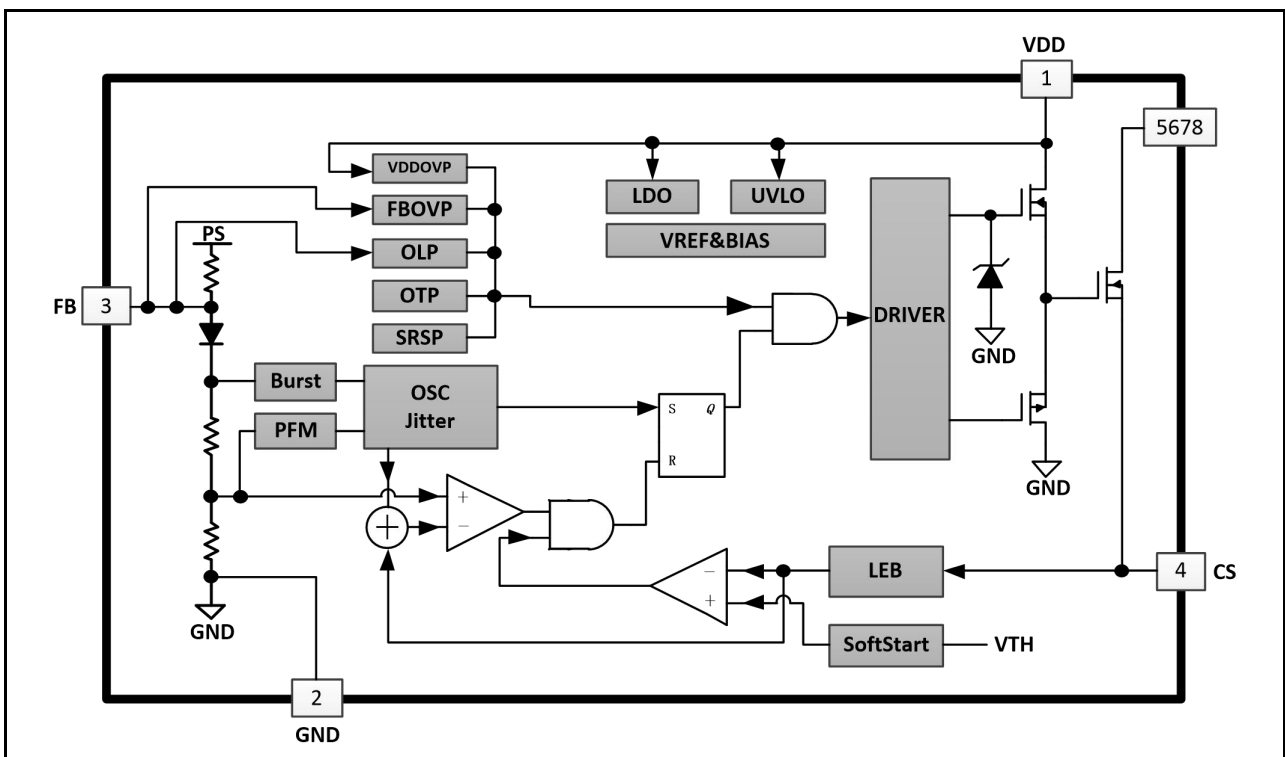 VDD
1
5678
VDDOVP
FBOVP
OLP
OTP
SRSP
LDO
UVLO
VREF&BIAS
PS
FB
3
DRIVER
GND
Burst
PFM
OSC
Jitter
S
Q
R
+
−
+
GND
−
+
LEB
4
CS
SoftStart
VTH
GND
2
GND